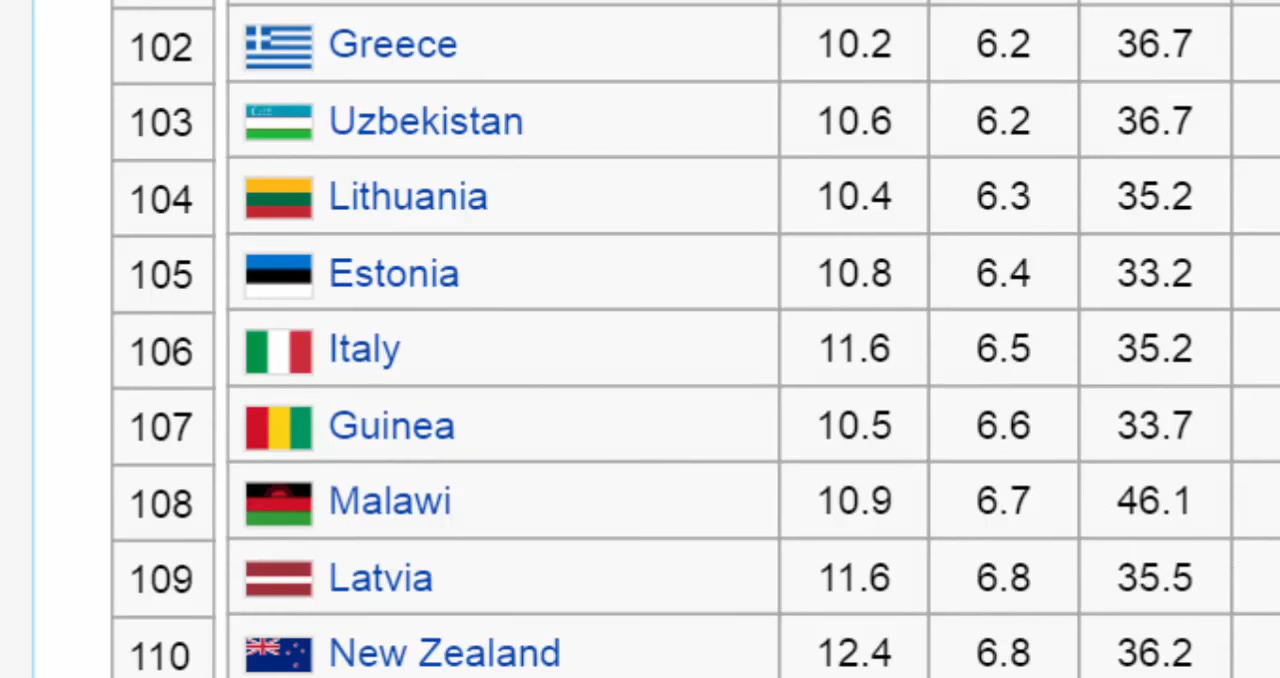 102 Greece 10.2 6.2 36.7
103 Uzbekistan 10.6 6.2 36.7
104 Lithuania 10.4 6.3 35.2
105 Estonia 10.8 6.4 33.2
106 Italy 11.6 6.5 35.2
107 Guinea 10.5 6.6 33.7
108 Malawi 10.9 6.7 46.1
109 Latvia 11.6 6.8 35.5
110 New Zealand 12.4 6.8 36.2